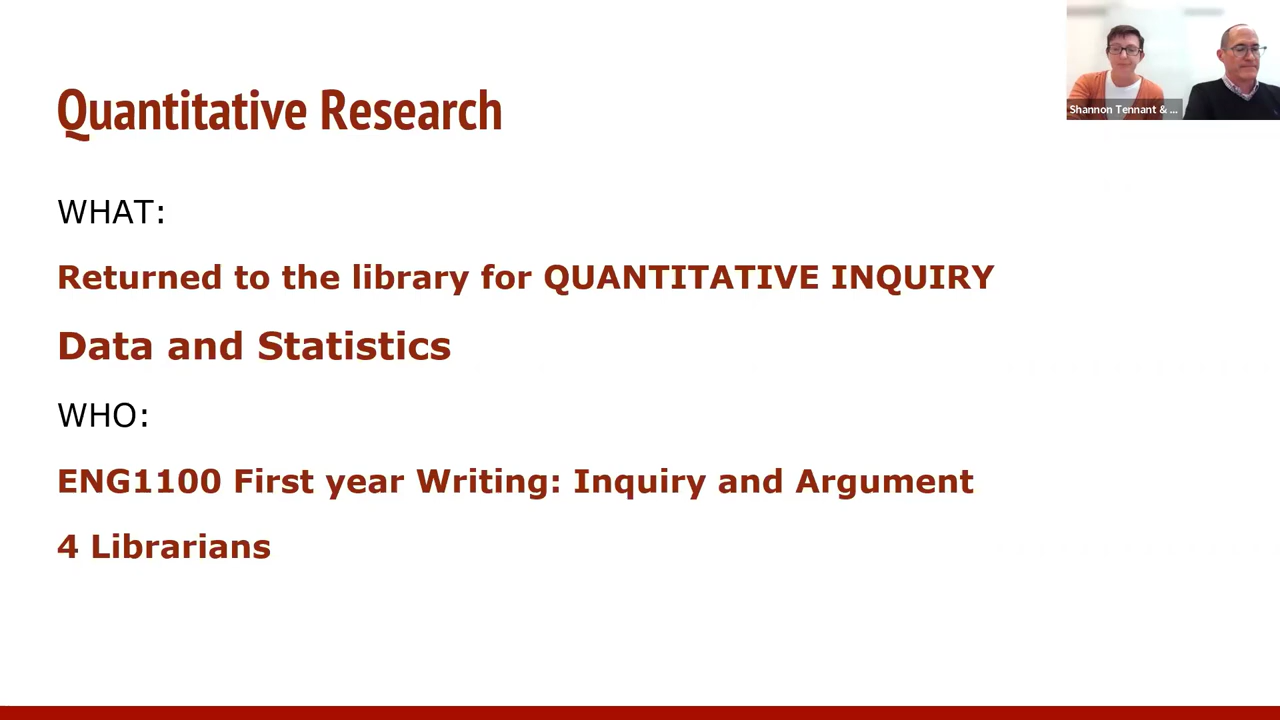 Quantitative Research
Shannon Tennant & ...
WHAT:
Returned to the library for QUANTITATIVE INQUIRY
Data and Statistics
WHO:
ENG1100 First year Writing: Inquiry and Argument
4 Librarians